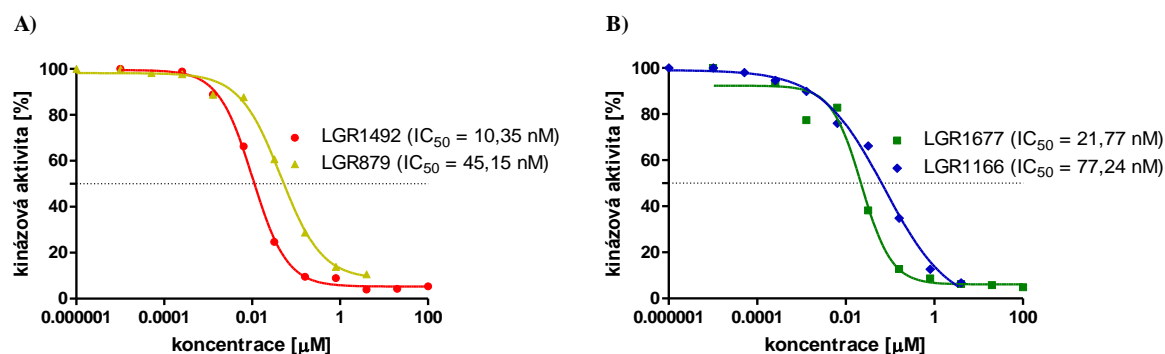 A)
kinázová aktivita [%]
100
80
60
40
20
0
LGR1492 (IC50 = 10,35 nM)
LGR879 (IC50 = 45,15 nM)
0.000001
0.0001
0.01
1
100
koncentrace [µM]
B)
kinázová aktivita [%]
100
80
60
40
20
0
LGR1677 (IC50 = 21,77 nM)
LGR1166 (IC50 = 77,24 nM)
0.000001
0.0001
0.01
1
100
koncentrace [µM]